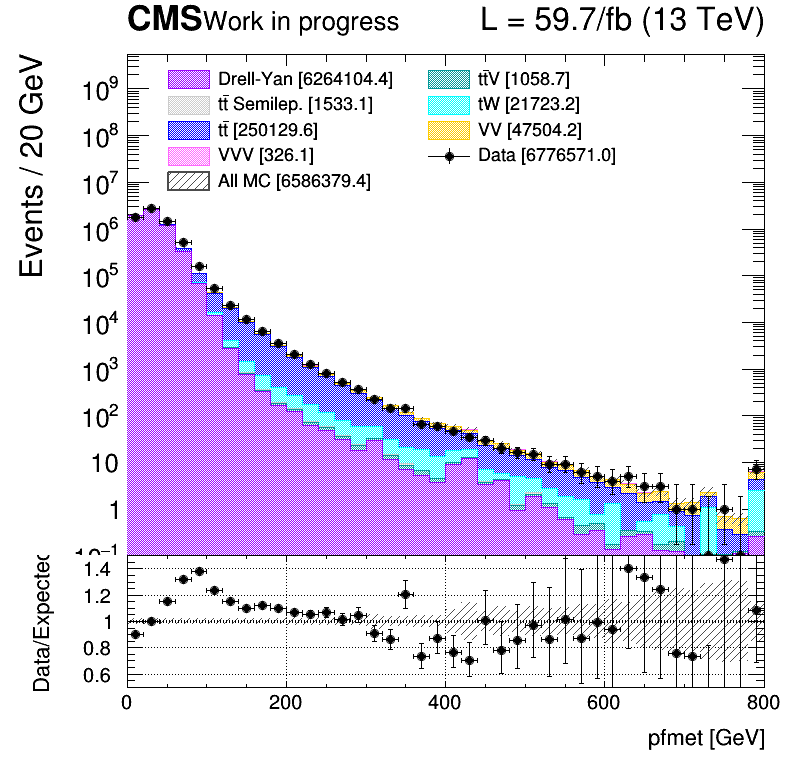 CMS Work in progress L = 59.7/fb (13 TeV)
Events / 20 GeV
Drell-Yan [6264104.4]
tt̄ Semilep. [1533.1]
tt̄ [250129.6]
VVV [326.1]
All MC [6586379.4]
tt̄V [1058.7]
tW [21723.2]
VV [47504.2]
Data [6776571.0]
10⁹
10⁸
10⁷
10⁶
10⁵
10⁴
10³
10²
10
1
10⁻¹
Data/Expected
1.4
1.2
1
0.8
0.6
0 200 400 600 800
pfmet [GeV]